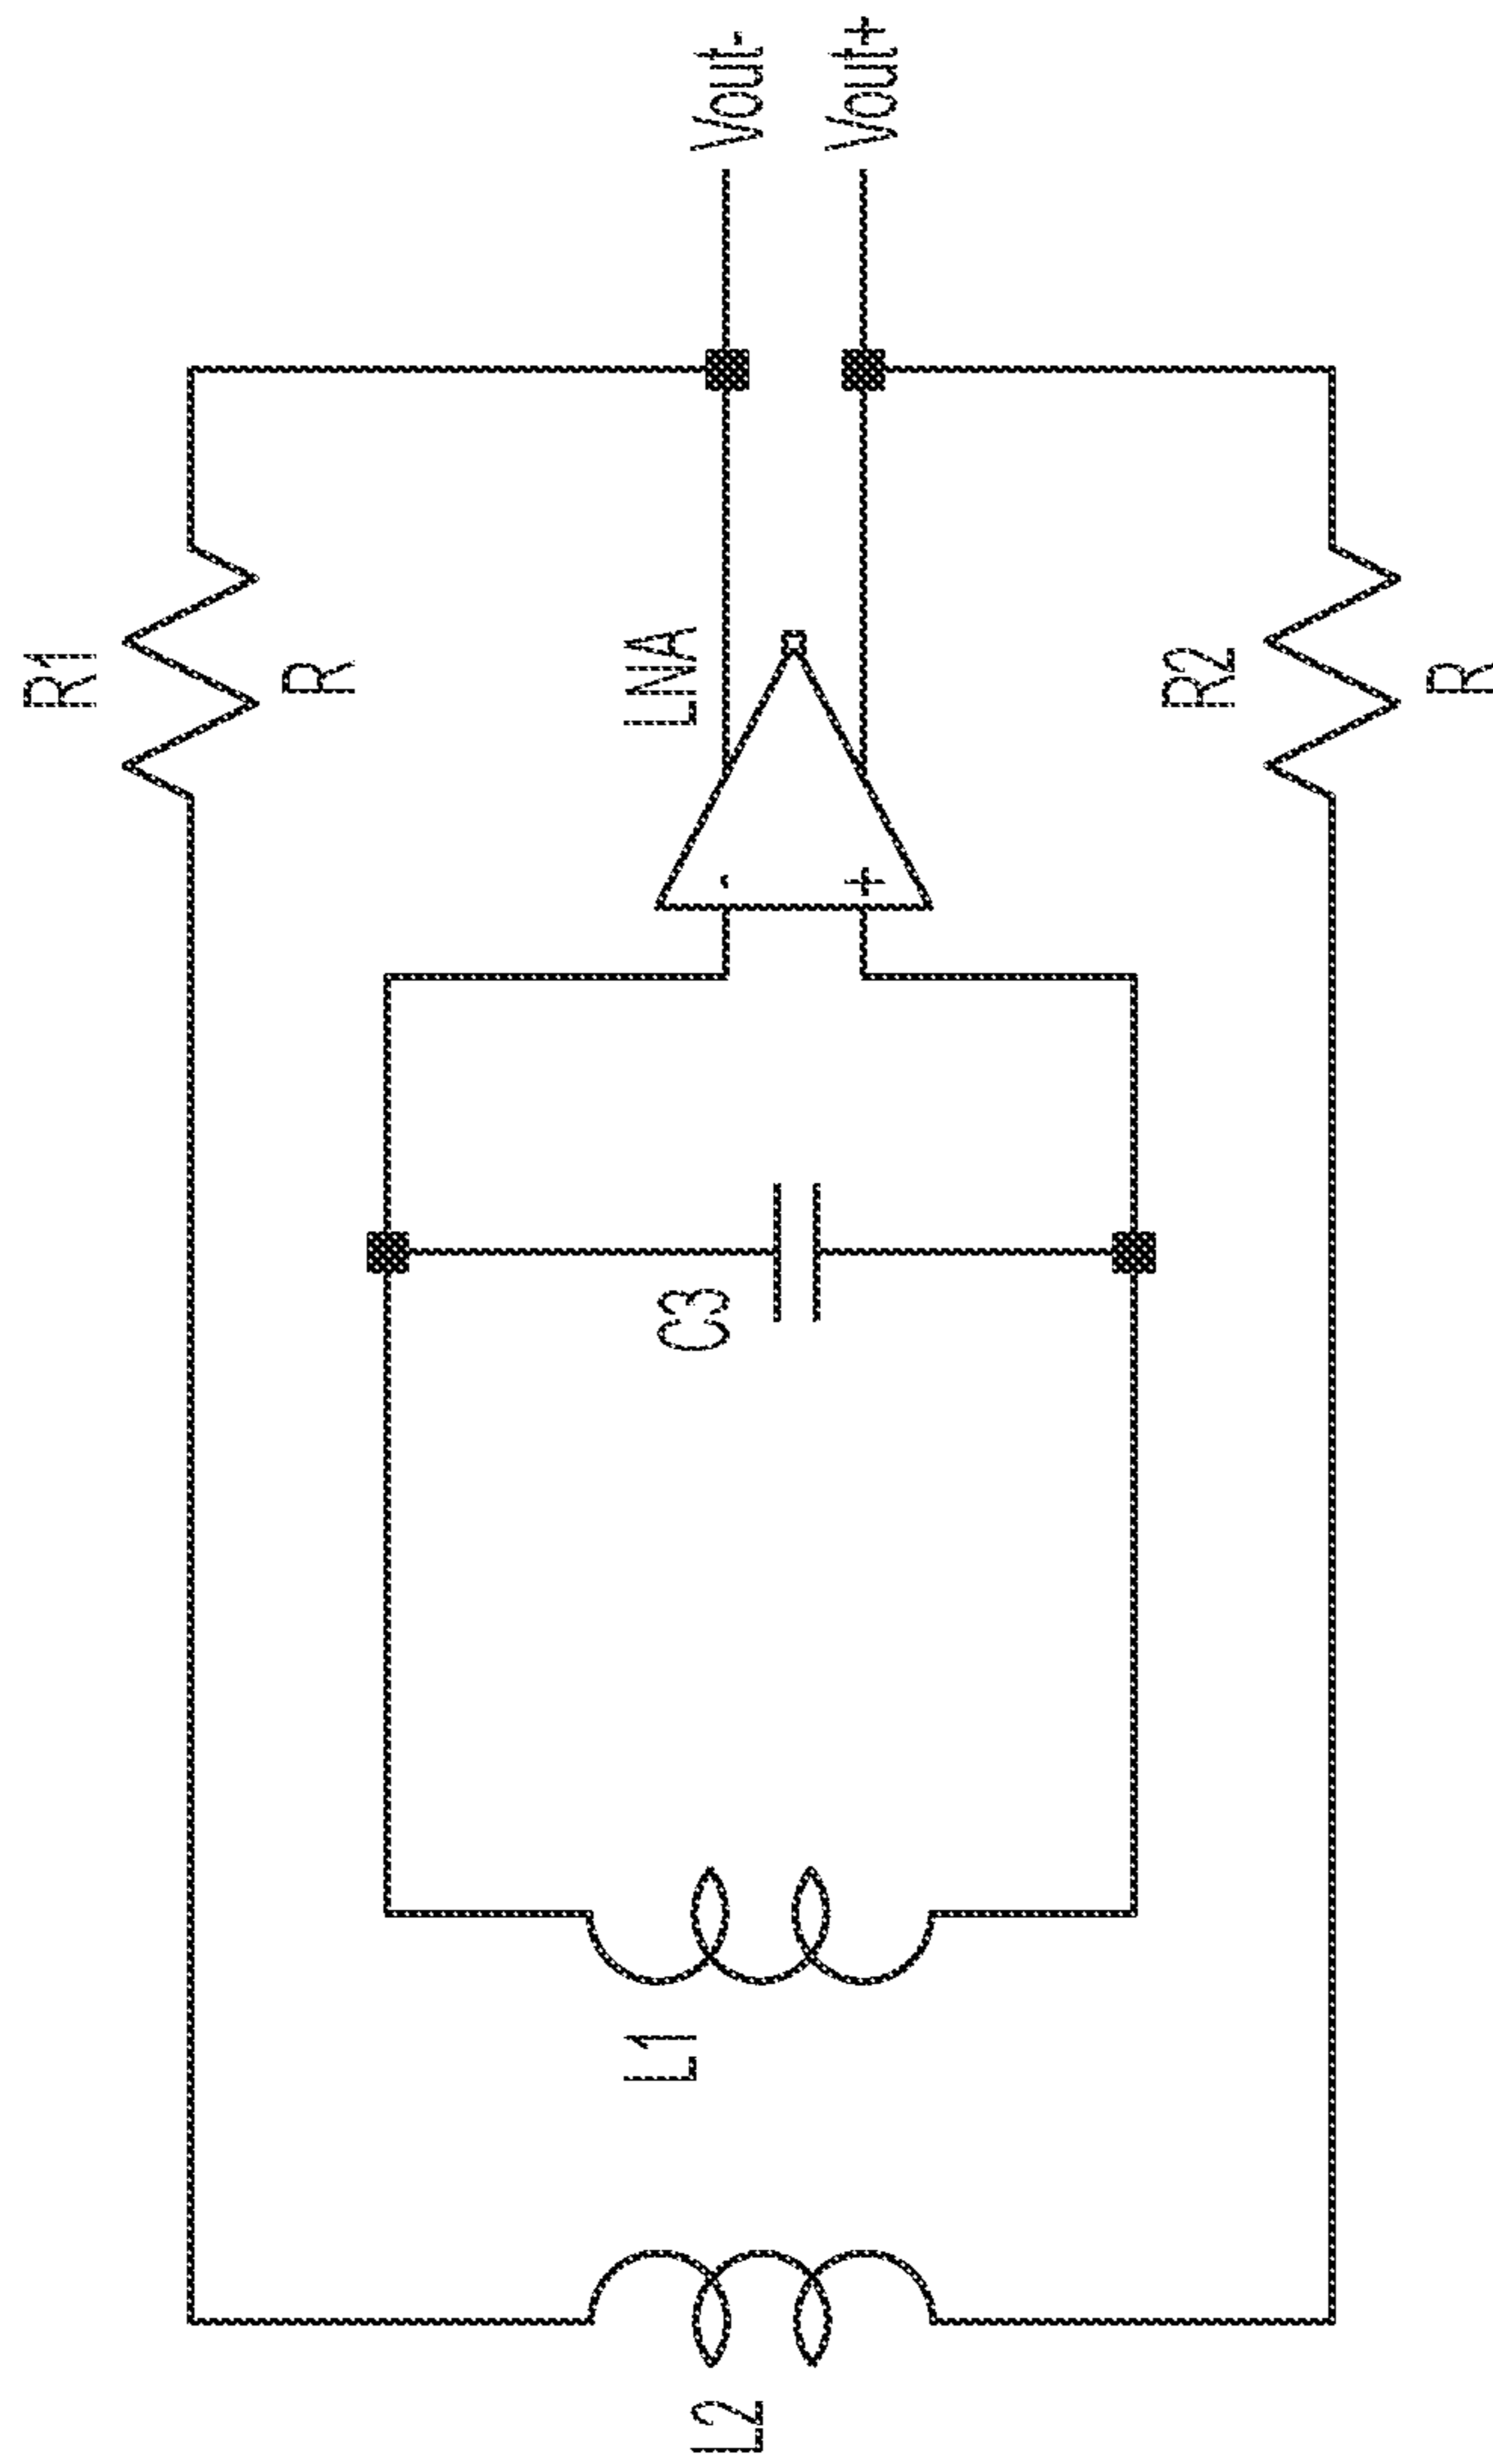 R1
R
L1
LNA
C3
L2
-
Vout-
+
Vout+
R2
R